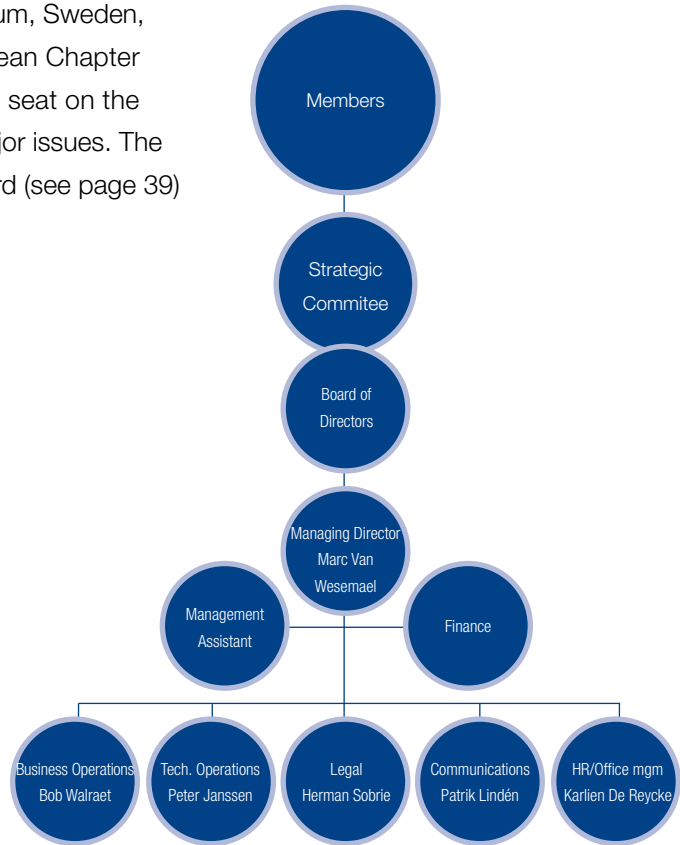 um, Sweden,
ean Chapter
seat on the
jor issues. The
rd (see page 39)
Members
Strategic
Commitee
Board of
Directors
Managing Director
Marc Van
Wesemael
Management
Assistant
Finance
Business Operations
Bob Walraet
Tech. Operations
Peter Janssen
Legal
Herman Sobrie
Communications
Patrik Lindén
HR/Office mgm
Karlien De Reycke